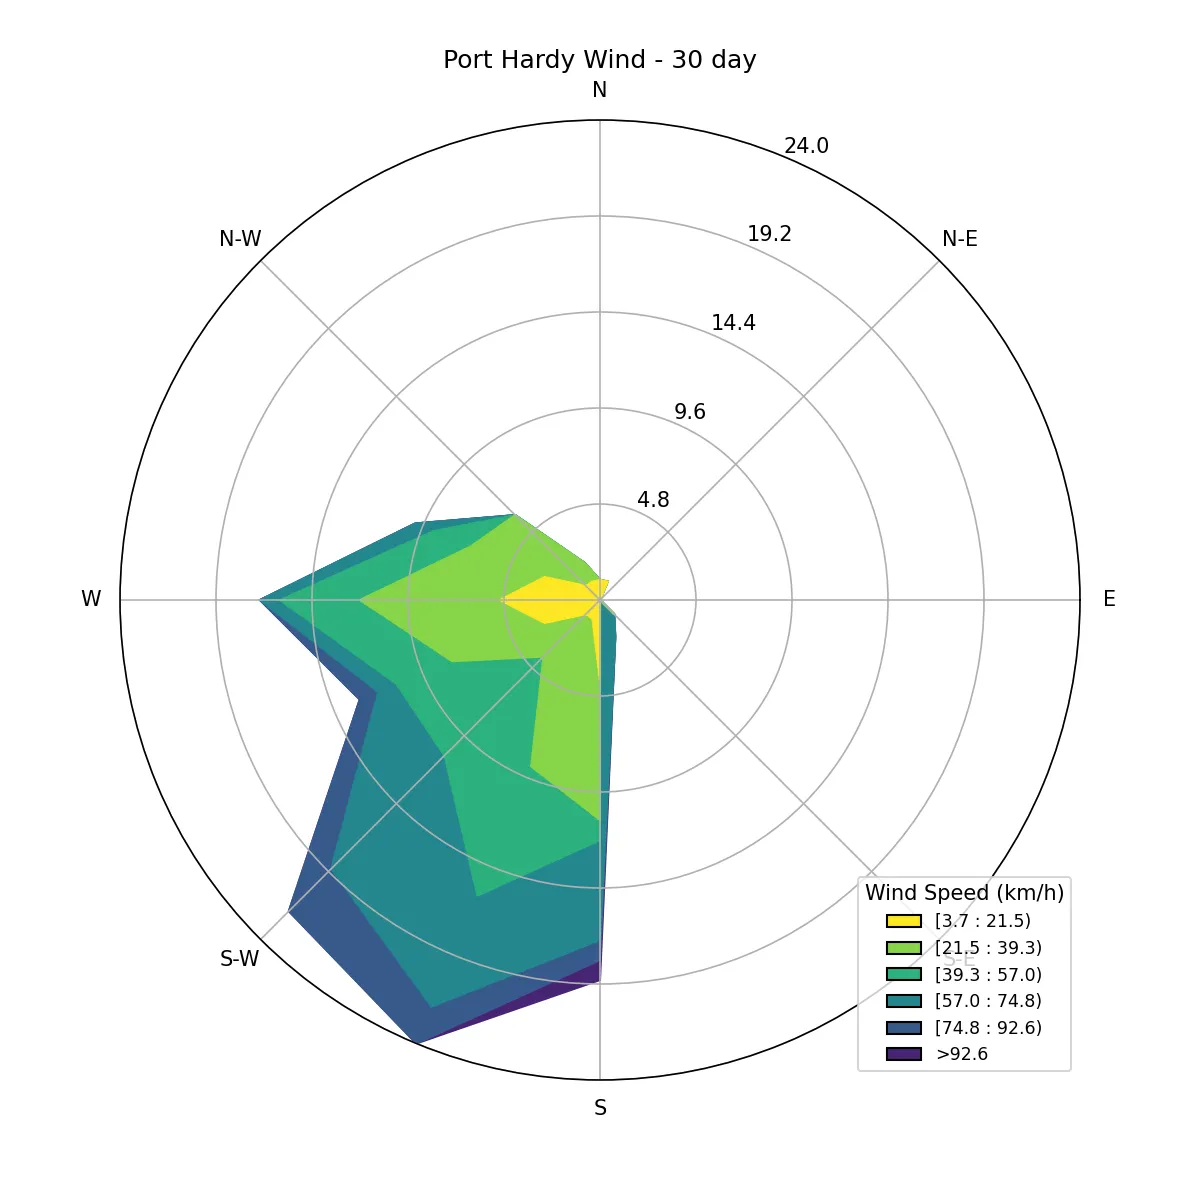 Port Hardy Wind - 30 day
N
24.0
N-W
N-E
19.2
14.4
9.6
4.8
W
E
S-W
S-E
Wind Speed (km/h)
[3.7 : 21.5)
[21.5 : 39.3)
[39.3 : 57.0)
[57.0 : 74.8)
[74.8 : 92.6)
>92.6
S